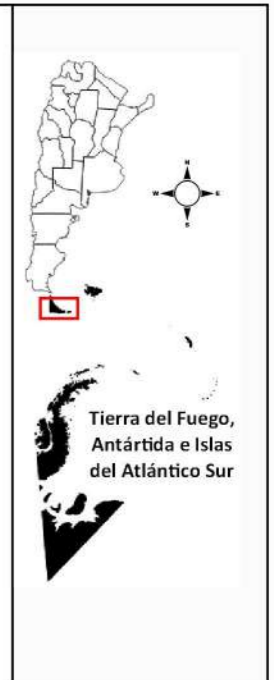 N
W E
S
Tierra del Fuego,
Antártida e Islas
del Atlántico Sur